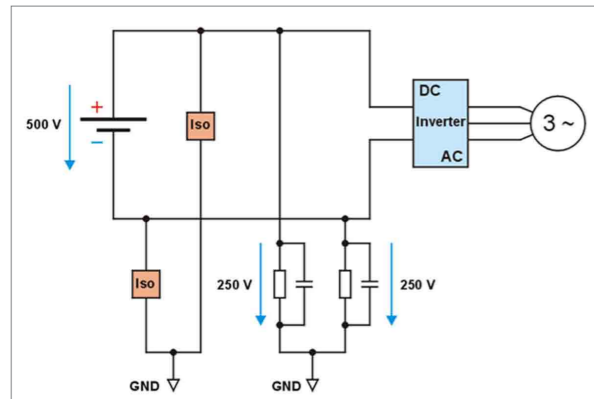 500 V
+
−
Iso
DC
Inverter
AC
3 ~
Iso
250 V
250 V
GND
GND